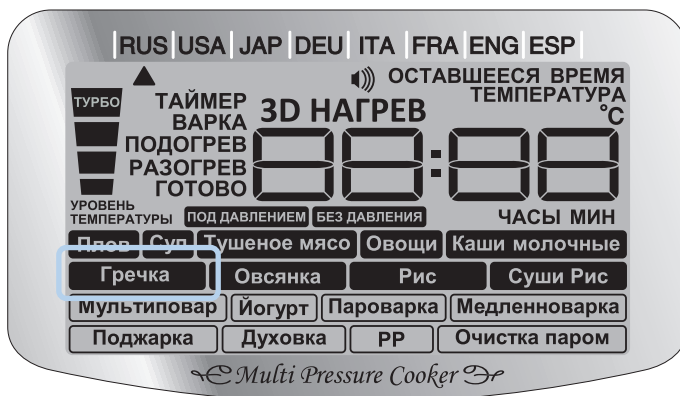 RUS USA JAP DEU ITA FRA ENG ESP
ОСТАВШЕЕСЯ ВРЕМЯ
ТЕМПЕРАТУРА
°C
ТУРБО
ТАЙМЕР
ВАРКА
ПОДОГРЕВ
РАЗОГРЕВ
ГОТОВО
3D НАГРЕВ
88:88
УРОВЕНЬ
ТЕМПЕРАТУРЫ
ПОД ДАВЛЕНИЕМ БЕЗ ДАВЛЕНИЯ ЧАСЫ МИН
Плов Суп Тушеное мясо Овощи Каши молочные
Гречка Овсянка Рис Суши Рис
Мультиповар Йогурт Пароварка Медленноварка
Поджарка Духовка РР Очистка паром
Multi Pressure Cooker